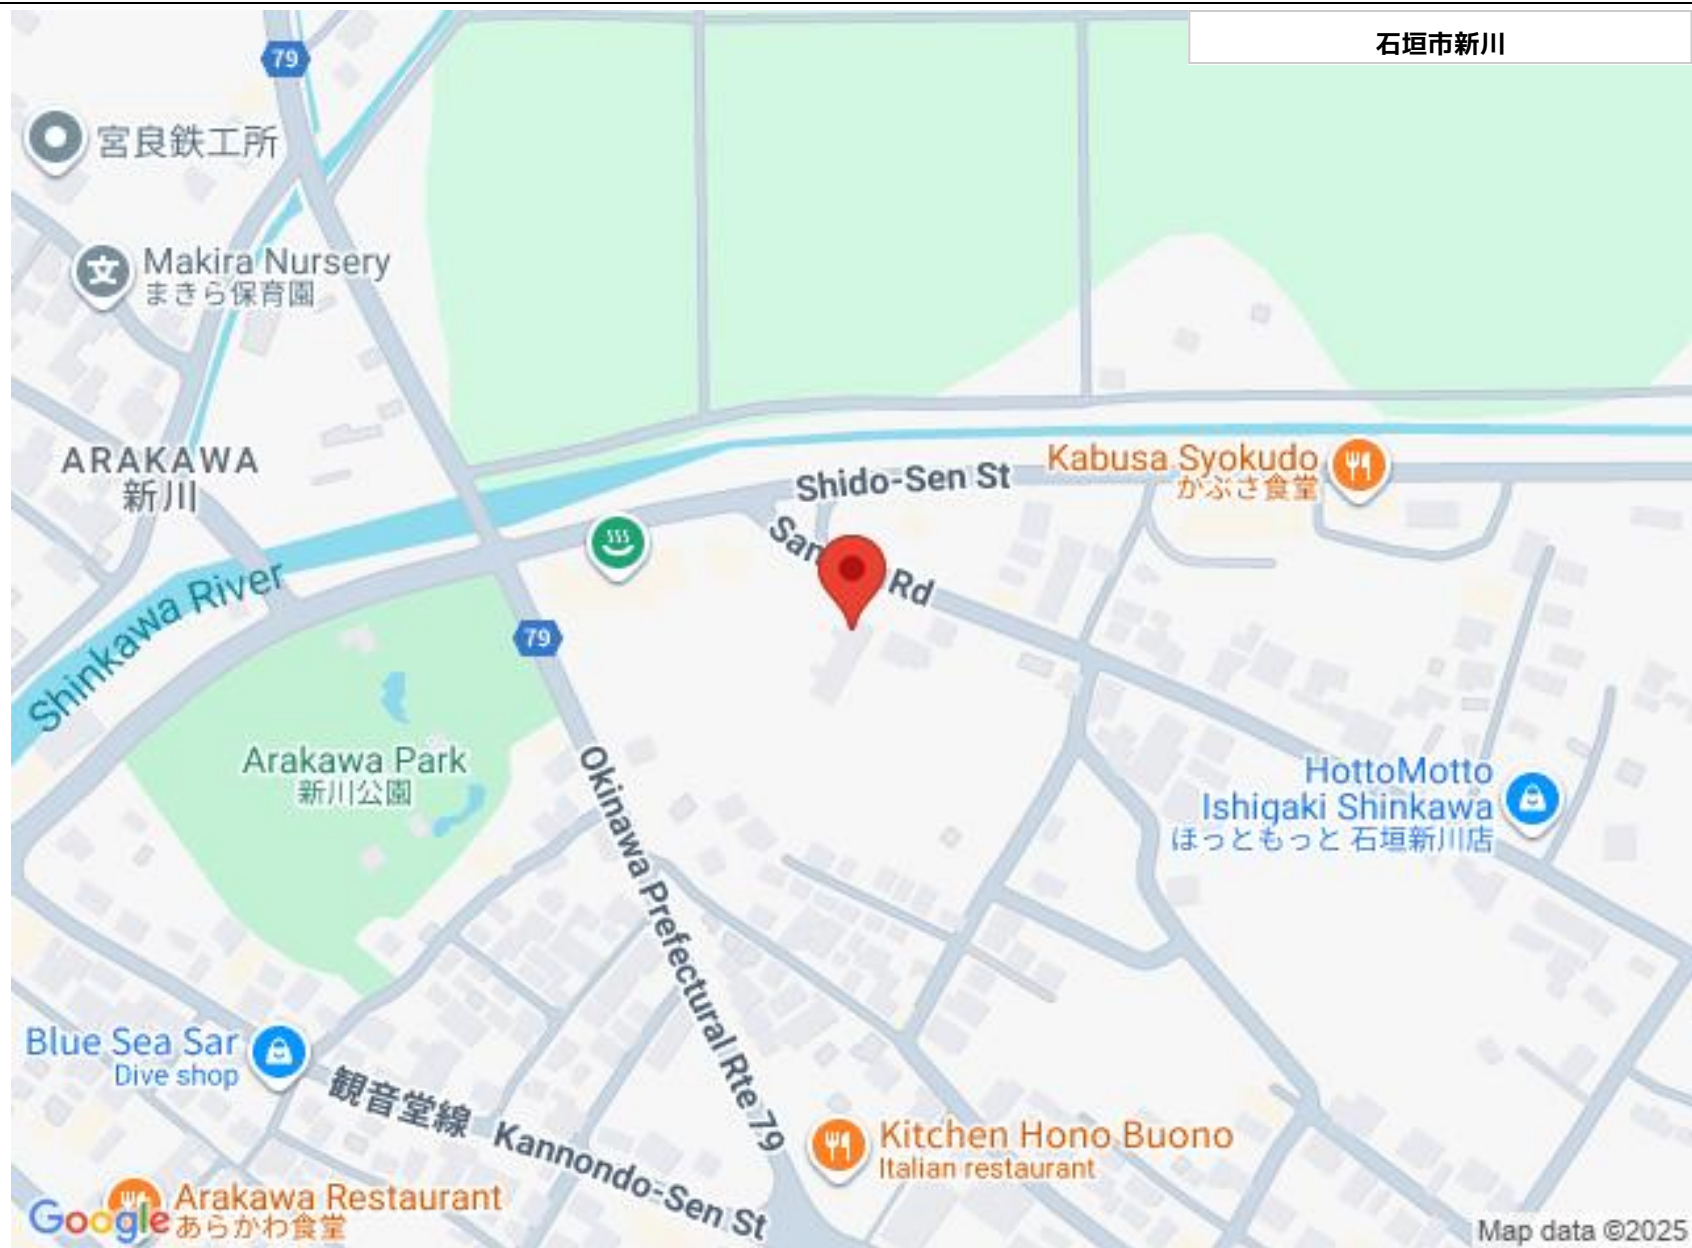 石垣市新川
79
宮良鉄工所
Makira Nursery
まきら保育園
ARAKAWA
新川
Shido-Sen St
Kabusa Syokudo
かぶさ食堂
Rd
Shinkawa River
79
Arakawa Park
新川公園
Okinawa Prefectural Rte 79
HottoMotto
Ishigaki Shinkawa
ほっともっと 石垣新川店
Blue Sea Sar
Dive shop
観音堂線 Kannondo-Sen St
Kitchen Hono Buono
Italian restaurant
Arakawa Restaurant
あらかわ食堂
Google
Map data ©2025